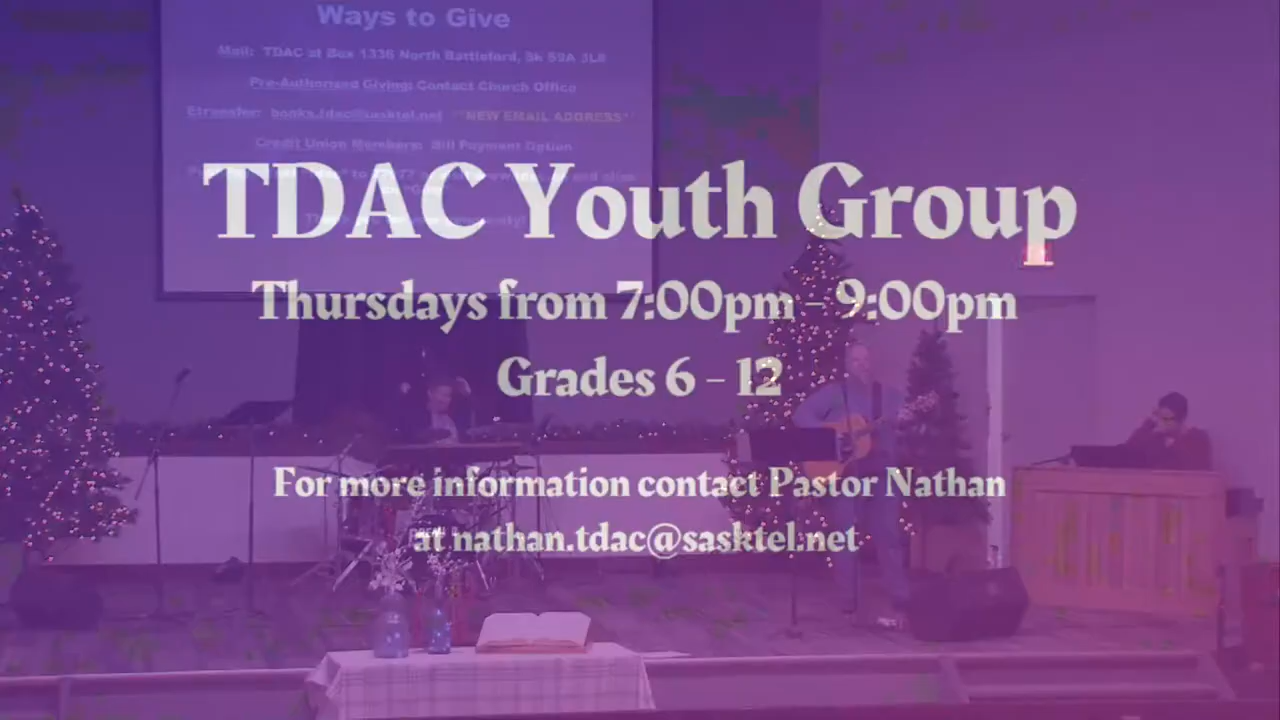 Ways to Give
Mail: TDAC at Box 1336 North Battleford, Sk S9A 3L8
Pre-Authorized Giving: Contact Church Office
Etransfer: books.tdac@sasktel.net **NEW EMAIL ADDRESS**
Credit Union Members: Bill Payment Option
TDAC Youth Group
Thursdays from 7:00pm - 9:00pm
Grades 6 - 12
For more information contact Pastor Nathan
at nathan.tdac@sasktel.net